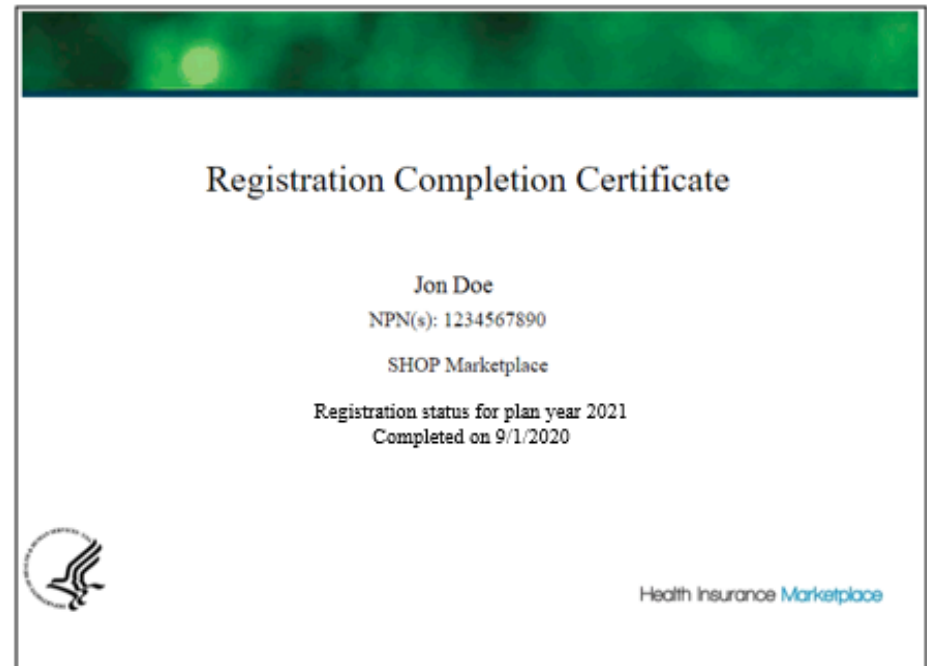 Registration Completion Certificate
Jon Doe
NPN(s): 1234567890
SHOP Marketplace
Registration status for plan year 2021
Completed on 9/1/2020
Health Insurance Marketplace